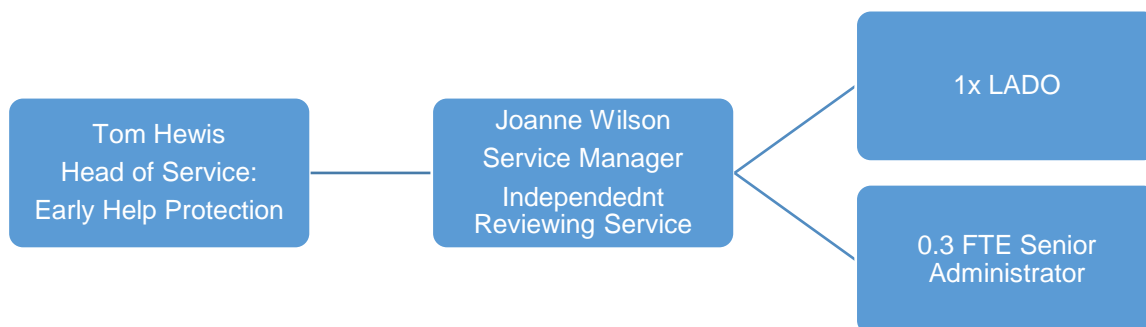 Tom Hewis
Head of Service:
Early Help Protection
Joanne Wilson
Service Manager
Independednt
Reviewing Service
1x LADO
0.3 FTE Senior
Administrator